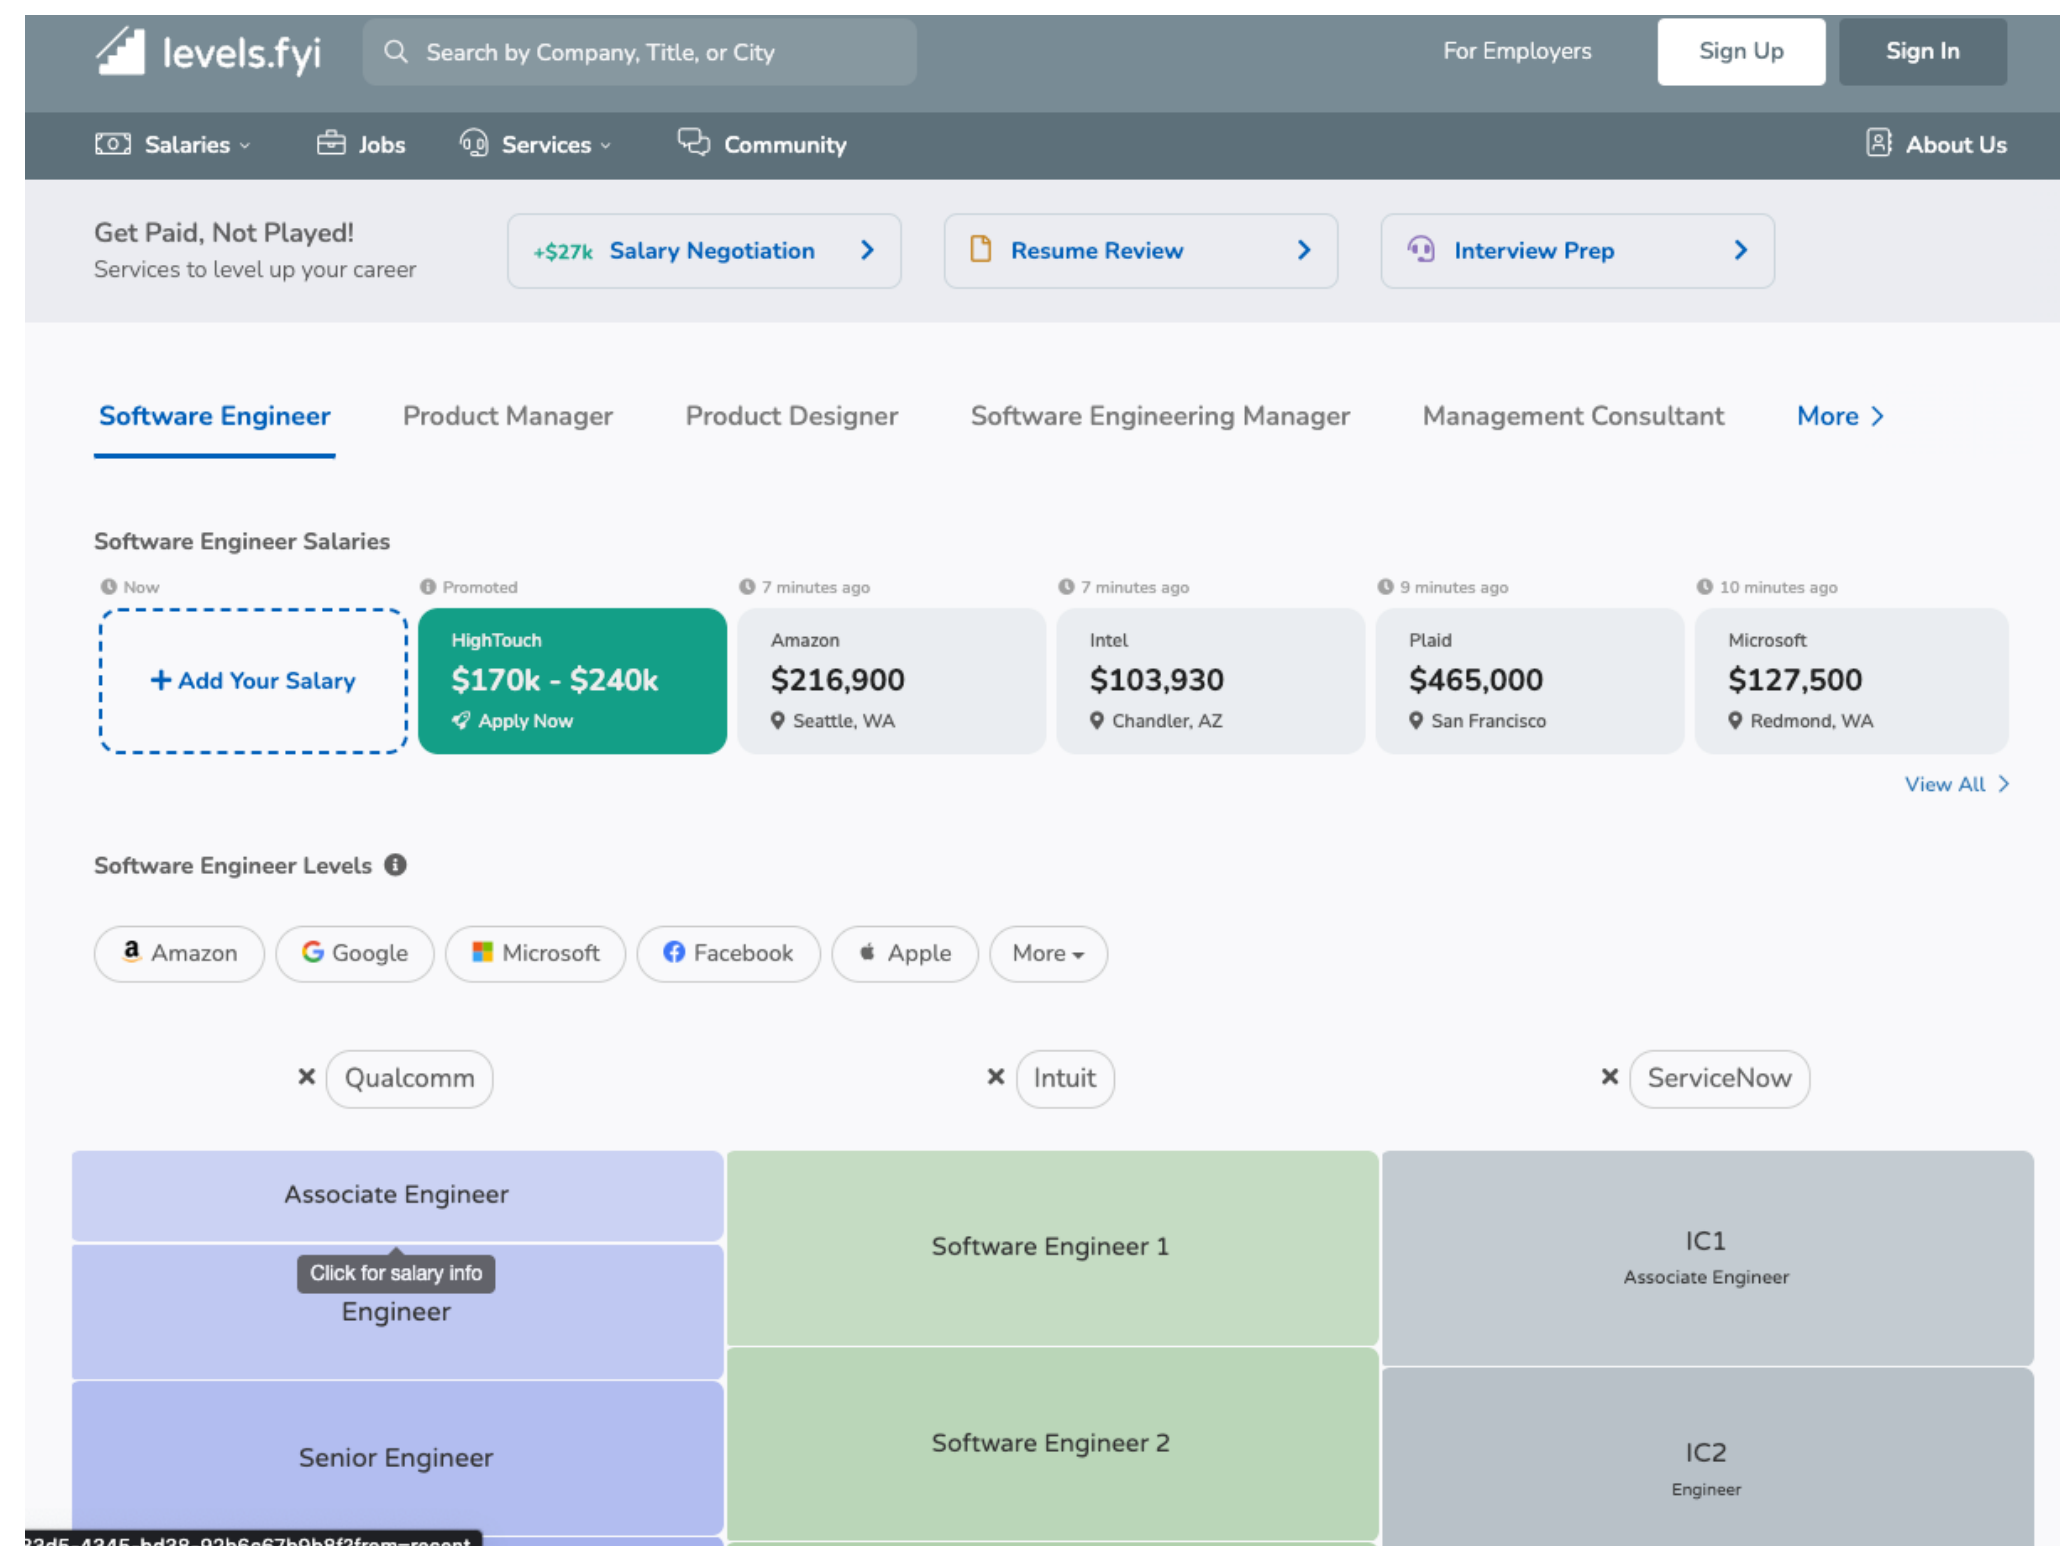 levels.fyi
Search by Company, Title, or City
For Employers
Sign Up
Sign In
Salaries
Jobs
Services
Community
About Us
Get Paid, Not Played!
Services to level up your career
+$27k Salary Negotiation
Resume Review
Interview Prep
Software Engineer
Product Manager
Product Designer
Software Engineering Manager
Management Consultant
More
Software Engineer Salaries
Now
+ Add Your Salary
Promoted
HighTouch
$170k - $240k
Apply Now
7 minutes ago
Amazon
$216,900
Seattle, WA
7 minutes ago
Intel
$103,930
Chandler, AZ
9 minutes ago
Plaid
$465,000
San Francisco
10 minutes ago
Microsoft
$127,500
Redmond, WA
View All
Software Engineer Levels
Amazon
Google
Microsoft
Facebook
Apple
More
Qualcomm
Intuit
ServiceNow
Associate Engineer
Click for salary info
Engineer
Senior Engineer
Software Engineer 1
Software Engineer 2
IC1
Associate Engineer
IC2
Engineer